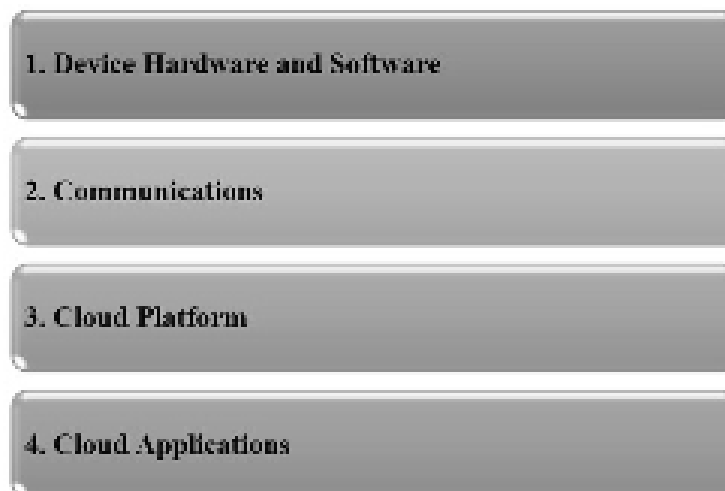 1. Device Hardware and Software
2. Communications
3. Cloud Platform
4. Cloud Applications